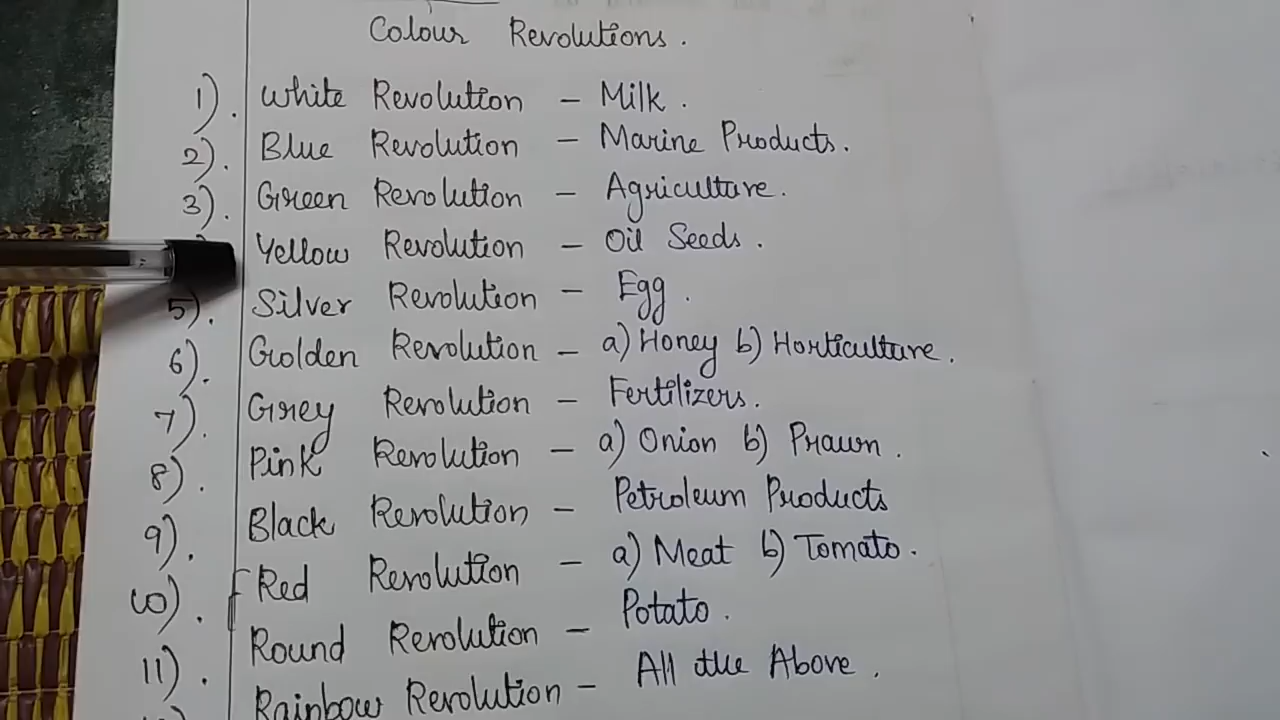 Colour Revolutions.
1). White Revolution - Milk.
2). Blue Revolution - Marine Products.
3). Green Revolution - Agriculture.
Yellow Revolution - Oil Seeds.
5). Silver Revolution - Egg.
6). Golden Revolution - a) Honey b) Horticulture.
7). Grey Revolution - Fertilizers.
8). Pink Revolution - a) Onion b) Prawn.
9). Black Revolution - Petroleum Products
10). Red Revolution - a) Meat b) Tomato.
11). Round Revolution - Potato.
Rainbow Revolution - All the Above.